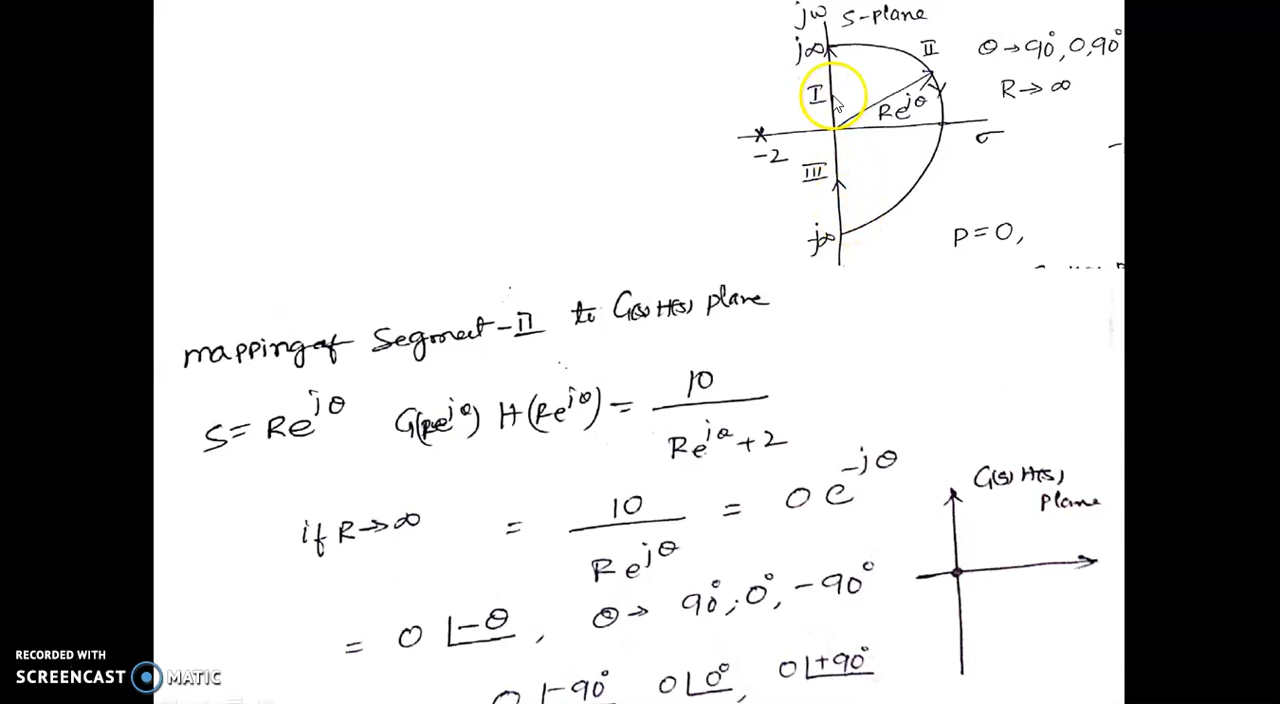 jω S-plane
j∞ II θ→90°, 0, 90°
I Re^jθ R→∞
σ
-2
III
-j∞ P=0,
mapping of Segment-II to G(s) H(s) plane
S= Re^jθ G(Re^jθ) H(Re^jθ) = 10 / Re^jθ +2
if R→∞ = 10 / Re^jθ = 0 e^-jθ
G(s) H(s) plane
= 0 ∠-θ , θ→ 90°, 0°, -90°
0 ∠-90° 0 ∠0° , 0 ∠+90°
RECORDED WITH
SCREENCAST MATIC